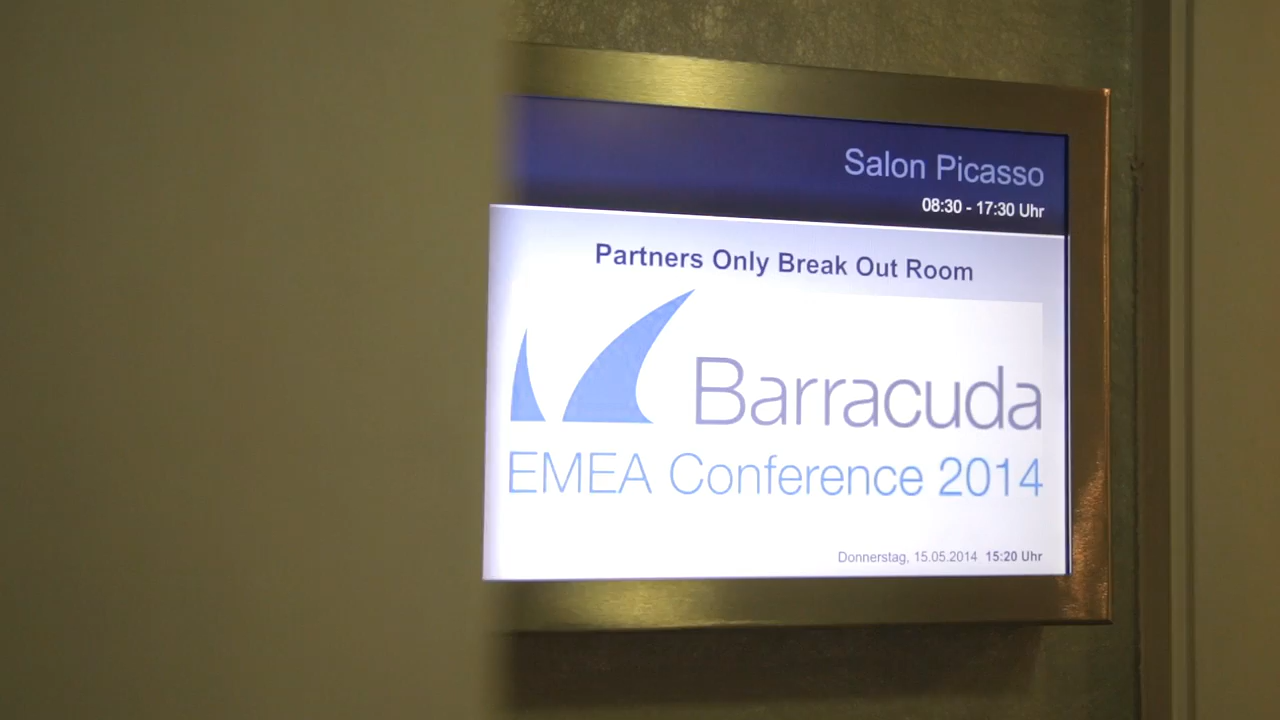 Salon Picasso
08:30 - 17:30 Uhr
Partners Only Break Out Room
Barracuda
EMEA Conference 2014
Donnerstag, 15.05.2014 15:20 Uhr